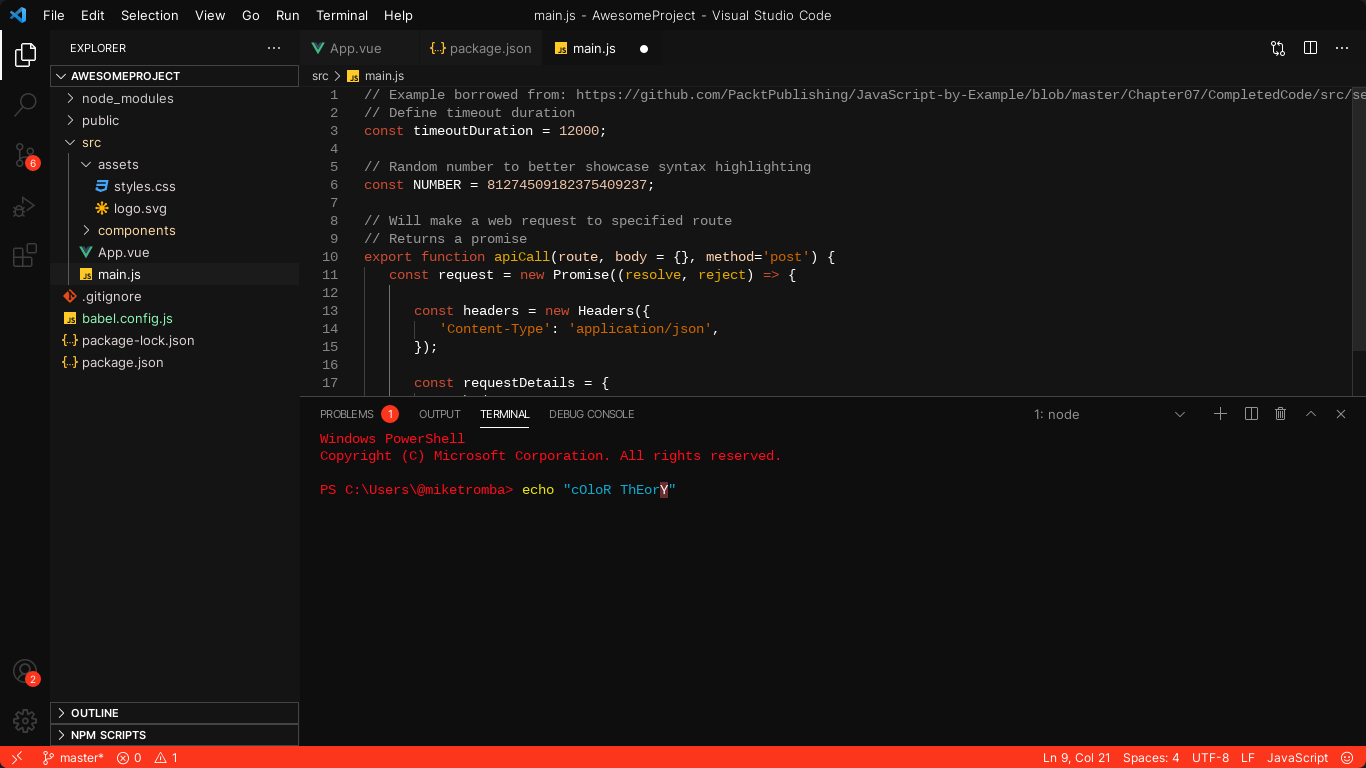 File Edit Selection View Go Run Terminal Help main.js - AwesomeProject - Visual Studio Code
EXPLORER
App.vue {..} package.json JS main.js
AWESOMEPROJECT
src JS main.js
node_modules
public
src
assets
styles.css
logo.svg
components
App.vue
JS main.js
.gitignore
JS babel.config.js
{..} package-lock.json
{..} package.json
OUTLINE
NPM SCRIPTS
6
2
1 // Example borrowed from: https://github.com/PacktPublishing/JavaScript-by-Example/blob/master/Chapter07/CompletedCode/src/se
2 // Define timeout duration
3 const timeoutDuration = 12000;
4
5 // Random number to better showcase syntax highlighting
6 const NUMBER = 81274509182375409237;
7
8 // Will make a web request to specified route
9 // Returns a promise
10 export function apiCall(route, body = {}, method='post') {
11 const request = new Promise((resolve, reject) => {
12
13 const headers = new Headers({
14 'Content-Type': 'application/json',
15 });
16
17 const requestDetails = {
PROBLEMS 1 OUTPUT TERMINAL DEBUG CONSOLE 1: node
Windows PowerShell
Copyright (C) Microsoft Corporation. All rights reserved.
PS C:\Users\@miketromba> echo "cOloR ThEorY"
master* 0 1 Ln 9, Col 21 Spaces: 4 UTF-8 LF JavaScript